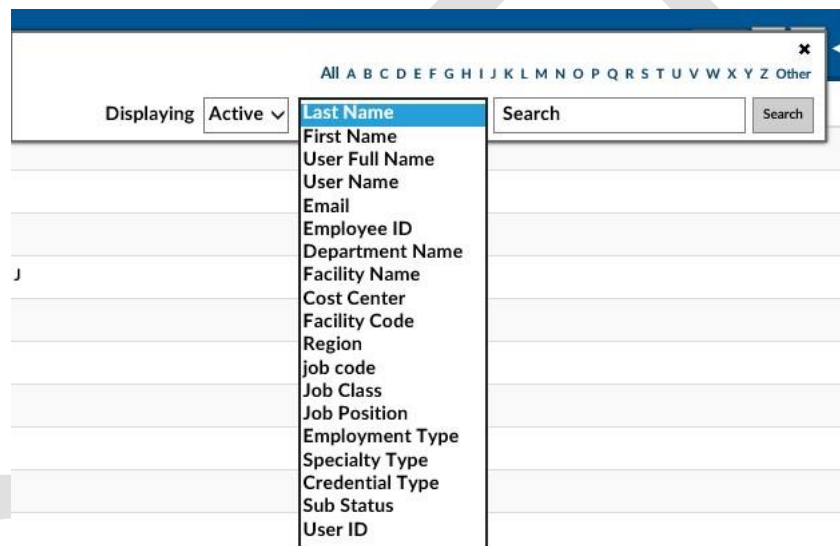 All A B C D E F G H I J K L M N O P Q R S T U V W X Y Z Other
Displaying Active Last Name Search Search
First Name
User Full Name
User Name
Email
Employee ID
Department Name
Facility Name
J
Cost Center
Facility Code
Region
job code
Job Class
Job Position
Employment Type
Specialty Type
Credential Type
Sub Status
User ID